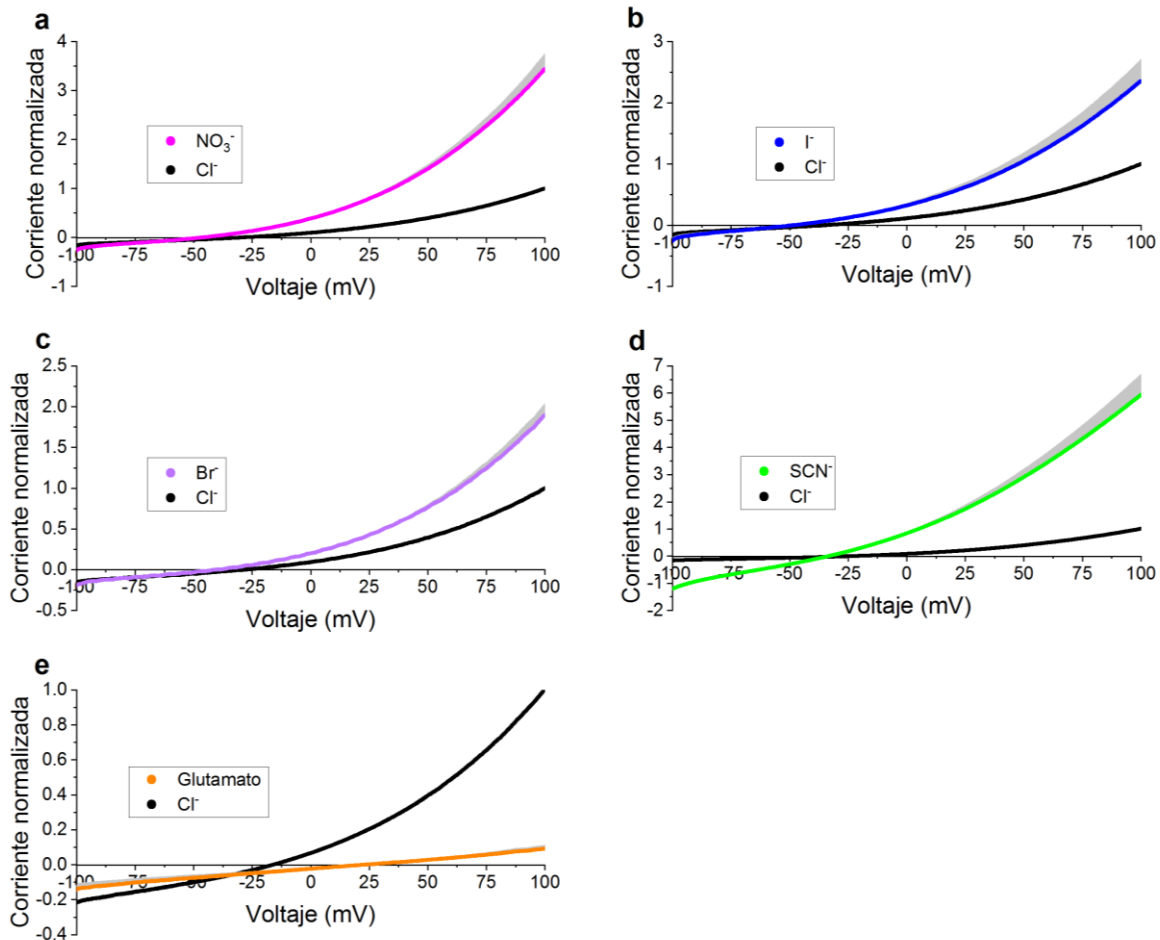 a
Corriente normalizada
4
3
2
1
0
-1
-100 -75 -50 -25 0 25 50 75 100
Voltaje (mV)
NO₃⁻
Cl⁻
b
Corriente normalizada
3
2
1
0
-1
-100 -75 -50 -25 0 25 50 75 100
Voltaje (mV)
I⁻
Cl⁻
c
Corriente normalizada
2.5
2.0
1.5
1.0
0.5
0.0
-0.5
-100 -75 -50 -25 0 25 50 75 100
Voltaje (mV)
Br⁻
Cl⁻
d
Corriente normalizada
7
6
5
4
3
2
1
0
-1
-2
-100 -75 -50 -25 0 25 50 75 100
Voltaje (mV)
SCN⁻
Cl⁻
e
Corriente normalizada
1.0
0.8
0.6
0.4
0.2
0.0
-0.2
-0.4
-100 -75 -50 -25 0 25 50 75 100
Voltaje (mV)
Glutamato
Cl⁻